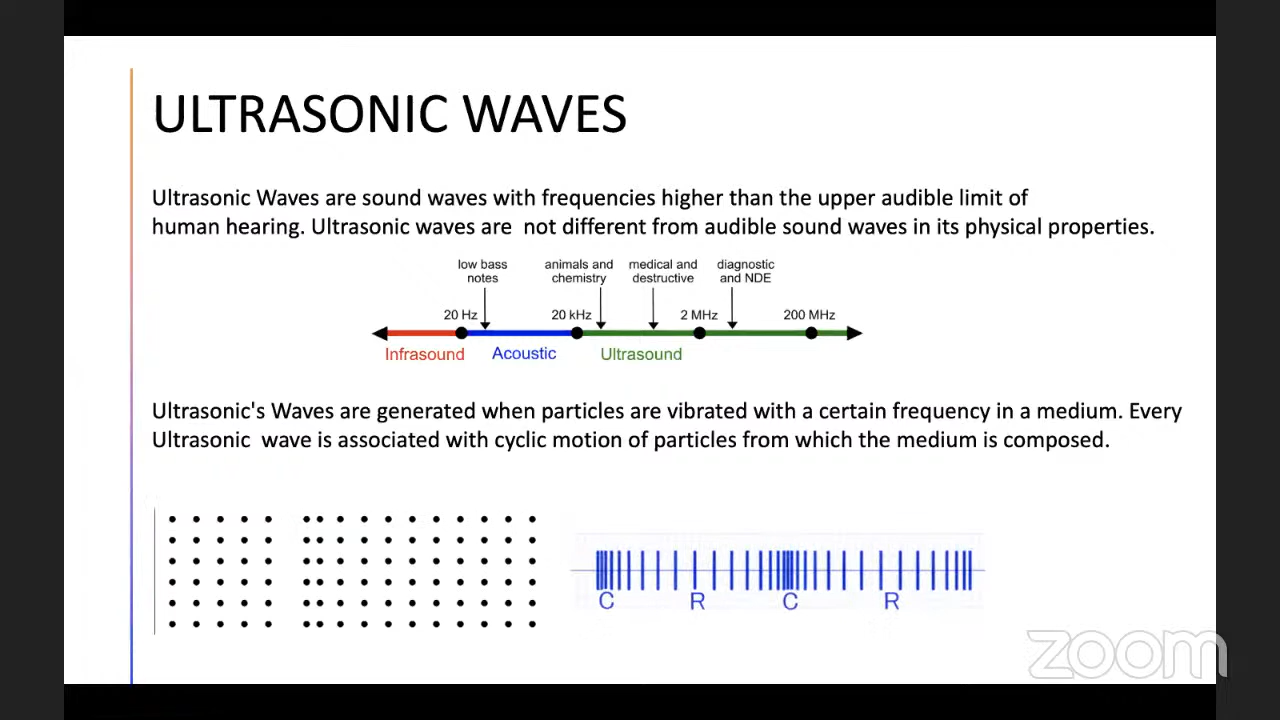 ULTRASONIC WAVES
Ultrasonic Waves are sound waves with frequencies higher than the upper audible limit of
human hearing. Ultrasonic waves are  not different from audible sound waves in its physical properties.
low bass
notes
animals and
chemistry
medical and
destructive
diagnostic
and NDE
20 Hz
20 kHz
2 MHz
200 MHz
Infrasound
Acoustic
Ultrasound
Ultrasonic's Waves are generated when particles are vibrated with a certain frequency in a medium. Every
Ultrasonic  wave is associated with cyclic motion of particles from which the medium is composed.
C R C R
zoom